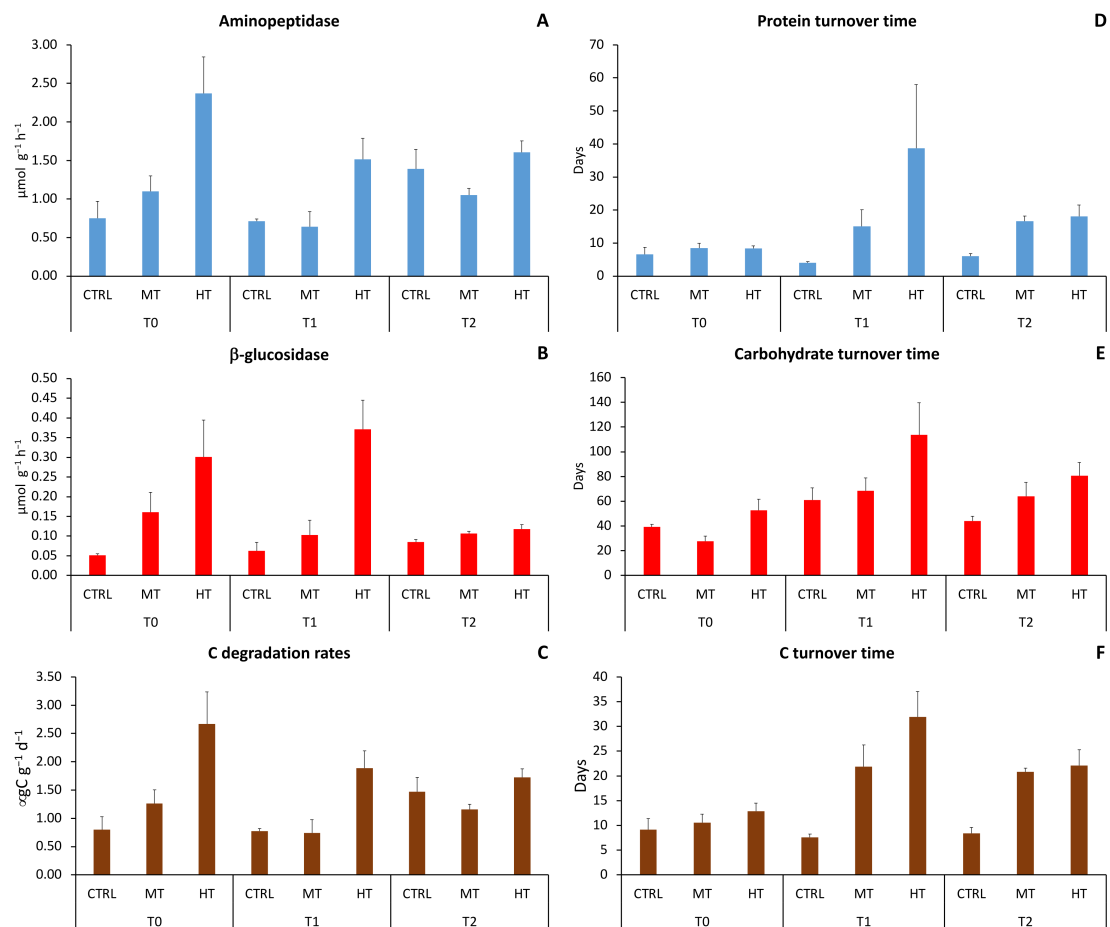 Aminopeptidase A
3.00
2.50
2.00
1.50
1.00
0.50
0.00
μmol g⁻¹ h⁻¹
CTRL MT HT CTRL MT HT CTRL MT HT
T0 T1 T2
Protein turnover time D
70
60
50
40
30
20
10
0
Days
CTRL MT HT CTRL MT HT CTRL MT HT
T0 T1 T2
β-glucosidase B
0.50
0.45
0.40
0.35
0.30
0.25
0.20
0.15
0.10
0.05
0.00
μmol g⁻¹ h⁻¹
CTRL MT HT CTRL MT HT CTRL MT HT
T0 T1 T2
Carbohydrate turnover time E
160
140
120
100
80
60
40
20
0
Days
CTRL MT HT CTRL MT HT CTRL MT HT
T0 T1 T2
C degradation rates C
3.50
3.00
2.50
2.00
1.50
1.00
0.50
0.00
∝gC g⁻¹ d⁻¹
CTRL MT HT CTRL MT HT CTRL MT HT
T0 T1 T2
C turnover time F
40
35
30
25
20
15
10
5
0
Days
CTRL MT HT CTRL MT HT CTRL MT HT
T0 T1 T2